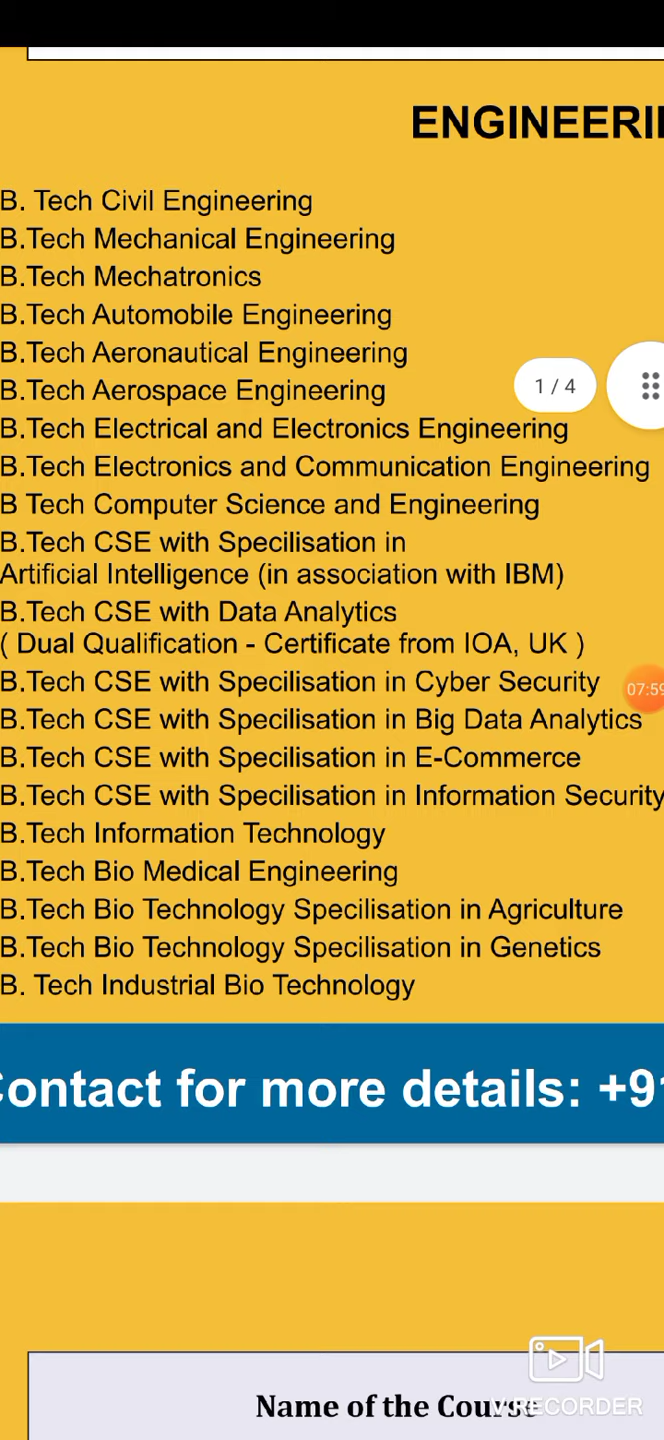 ENGINEERI
B. Tech Civil Engineering
B.Tech Mechanical Engineering
B.Tech Mechatronics
B.Tech Automobile Engineering
B.Tech Aeronautical Engineering
B.Tech Aerospace Engineering
1 / 4
B.Tech Electrical and Electronics Engineering
B.Tech Electronics and Communication Engineering
B Tech Computer Science and Engineering
B.Tech CSE with Specilisation in
Artificial Intelligence (in association with IBM)
B.Tech CSE with Data Analytics
( Dual Qualification - Certificate from IOA, UK )
B.Tech CSE with Specilisation in Cyber Security
07:59
B.Tech CSE with Specilisation in Big Data Analytics
B.Tech CSE with Specilisation in E-Commerce
B.Tech CSE with Specilisation in Information Security
B.Tech Information Technology
B.Tech Bio Medical Engineering
B.Tech Bio Technology Specilisation in Agriculture
B.Tech Bio Technology Specilisation in Genetics
B. Tech Industrial Bio Technology
Contact for more details: +91
Name of the Course
V RECORDER